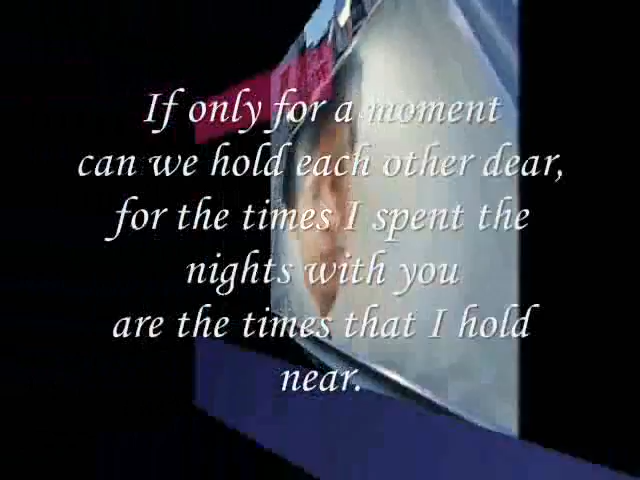 If only for a moment
can we hold each other dear,
for the times I spent the
nights with you
are the times that I hold
near.